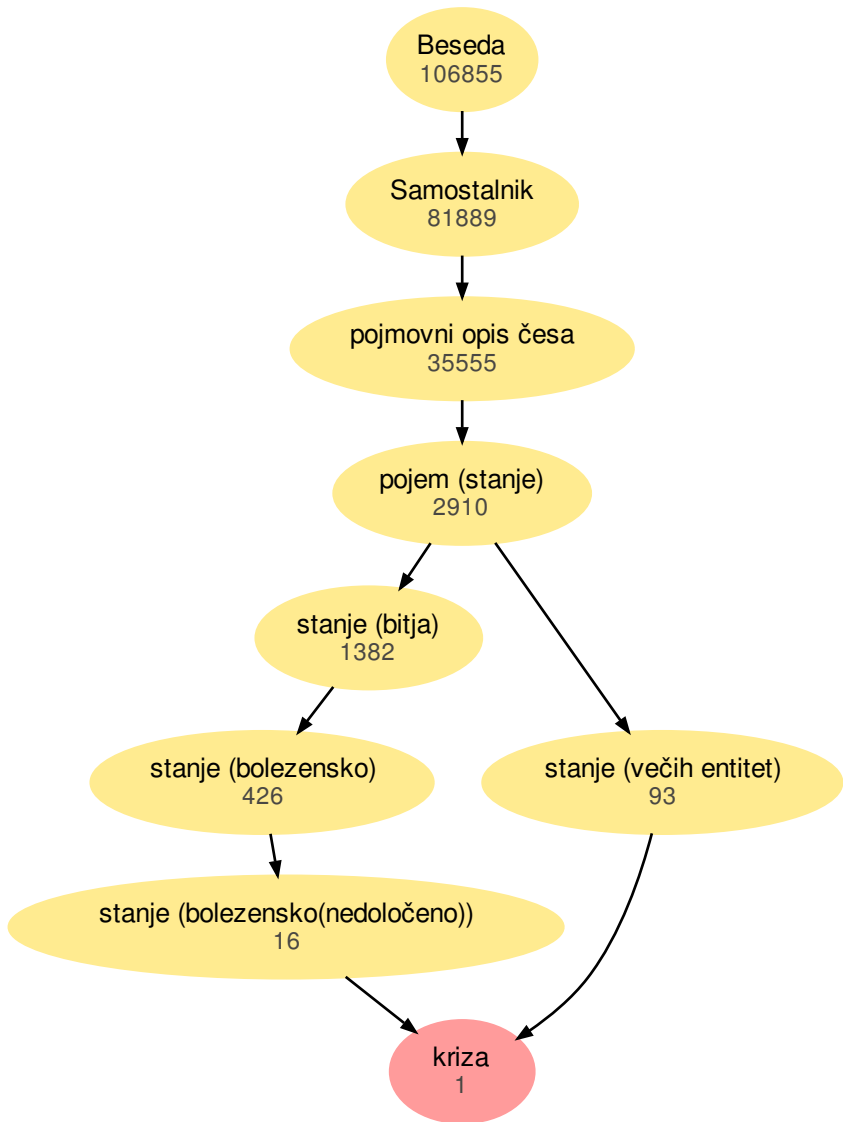 Beseda
106855
Samostalnik
81889
pojmovni opis česa
35555
pojem (stanje)
2910
stanje (bitja)
1382
stanje (bolezensko)
426
stanje (večih entitet)
93
stanje (bolezensko(nedoločeno))
16
kriza
1